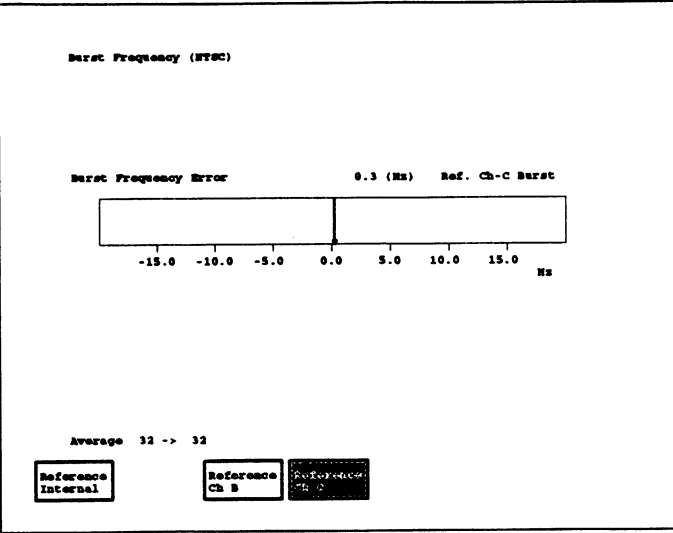 Burst Frequency (NTSC)
Burst Frequency Error 0.3 (Hz) Ref. Ch-C Burst
-15.0 -10.0 -5.0 0.0 5.0 10.0 15.0
Hz
Average 32 -> 32
Reference Internal
Reference Ch B
Reference Ch C